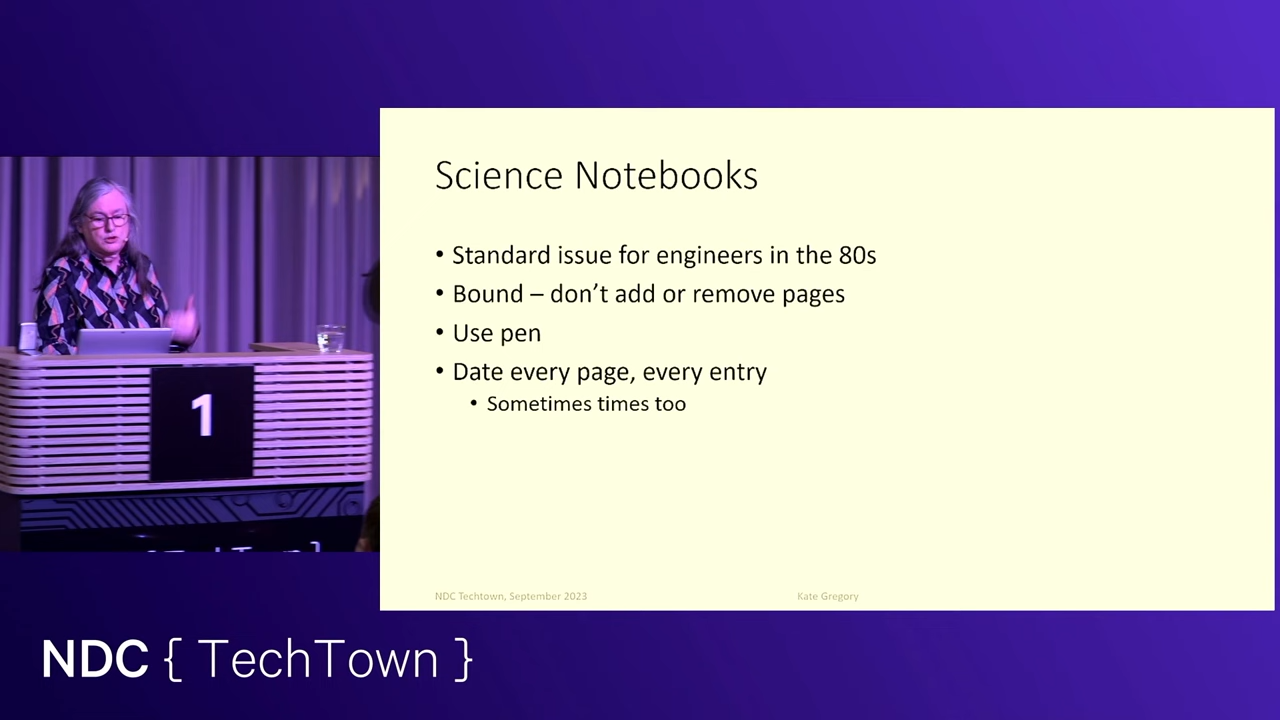 Science Notebooks
• Standard issue for engineers in the 80s
• Bound – don't add or remove pages
• Use pen
• Date every page, every entry
• Sometimes times too
NDC Techtown, September 2023
Kate Gregory
1
NDC { TechTown }